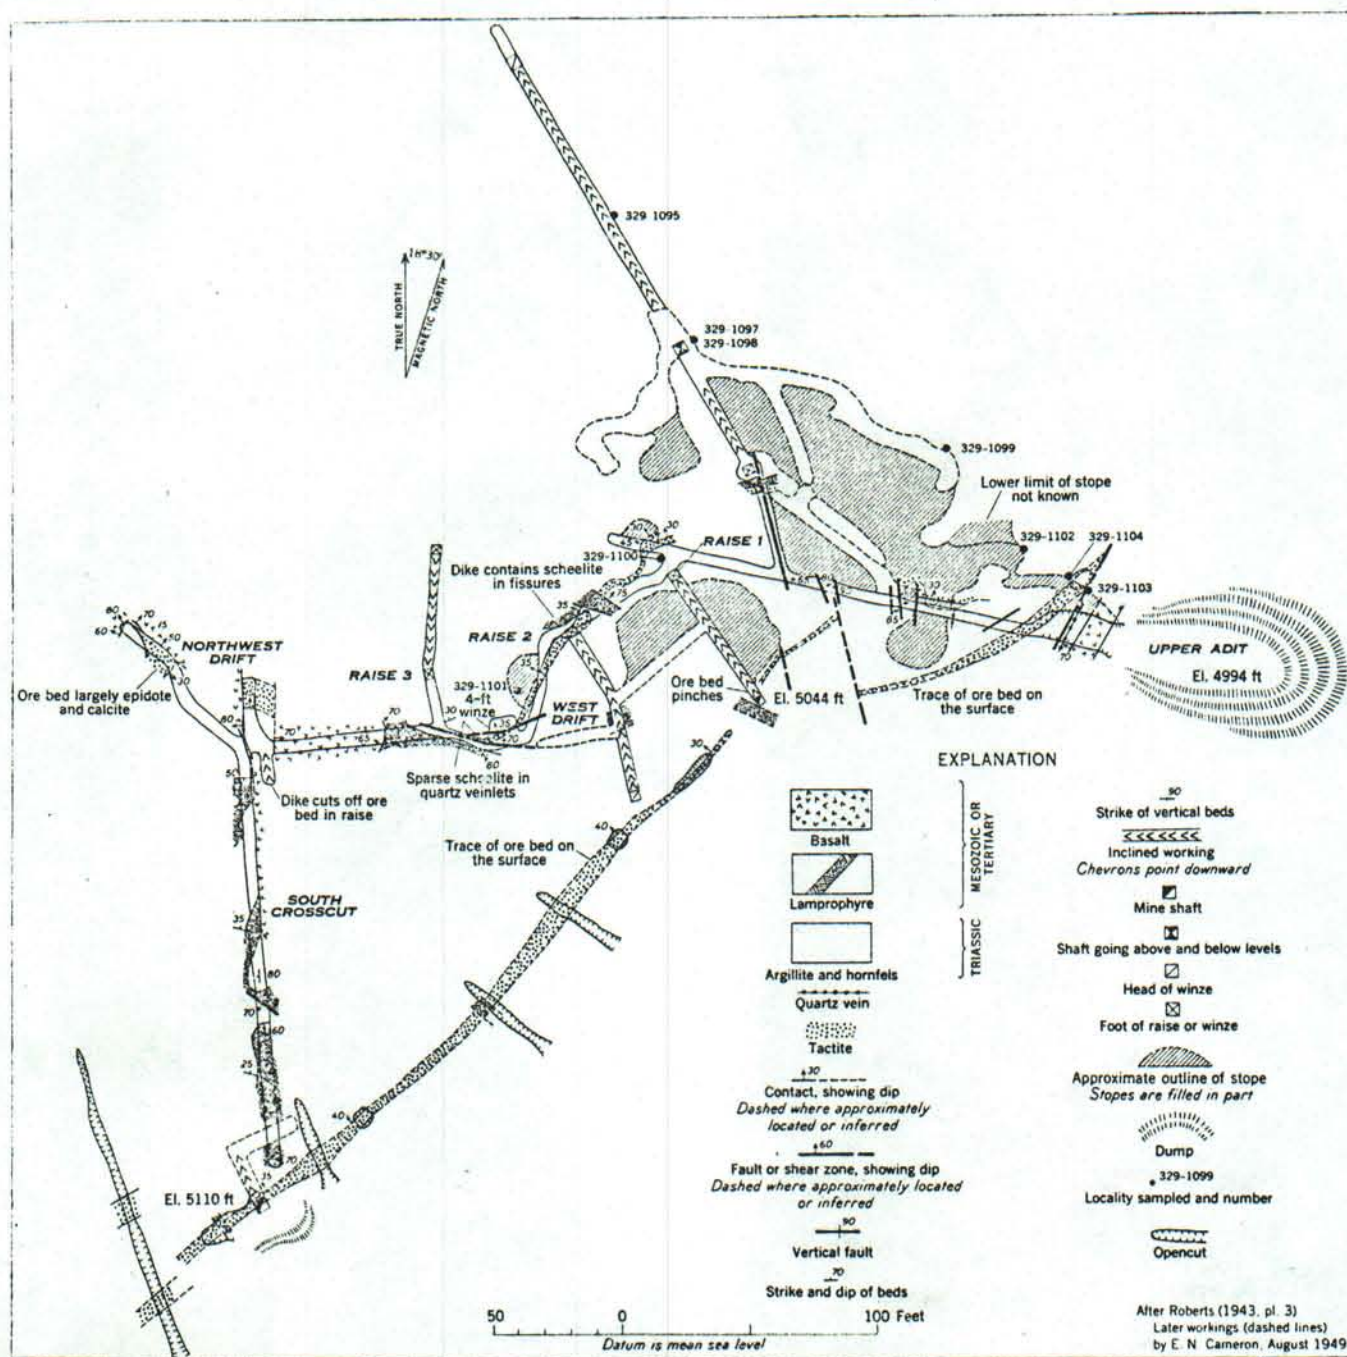 329 1095
1 H° 30'
TRUE NORTH
MAGNETIC NORTH
329-1097
329-1098
329-1099
Lower limit of stope
not known
329-1102
329-1104
329-1103
RAISE 1
329-1100
Dike contains scheelite
in fissures
RAISE 2
RAISE 3
NORTHWEST
DRIFT
Ore bed largely epidote
and calcite
329-1101
4-ft
winze
WEST
DRIFT
Ore bed
pinches
El. 5044 ft
UPPER ADIT
El. 4994 ft
Trace of ore bed on
the surface
Sparse scheelite in
quartz veinlets
Dike cuts off ore
bed in raise
Trace of ore bed on
the surface
SOUTH
CROSSCUT
El. 5110 ft
EXPLANATION
Basalt
Lamprophyre
MESOZOIC OR
TERTIARY
Argillite and hornfels
TRIASSIC
Quartz vein
Tactite
30
Contact, showing dip
Dashed where approximately
located or inferred
60
Fault or shear zone, showing dip
Dashed where approximately located
or inferred
90
Vertical fault
70
Strike and dip of beds
90
Strike of vertical beds
Inclined working
Chevrons point downward
Mine shaft
Shaft going above and below levels
Head of winze
Foot of raise or winze
Approximate outline of stope
Stopes are filled in part
Dump
329-1099
Locality sampled and number
Opencut
50 0 100 Feet
Datum is mean sea level
After Roberts (1943, pl. 3)
Later workings (dashed lines)
by E. N. Cameron, August 1949